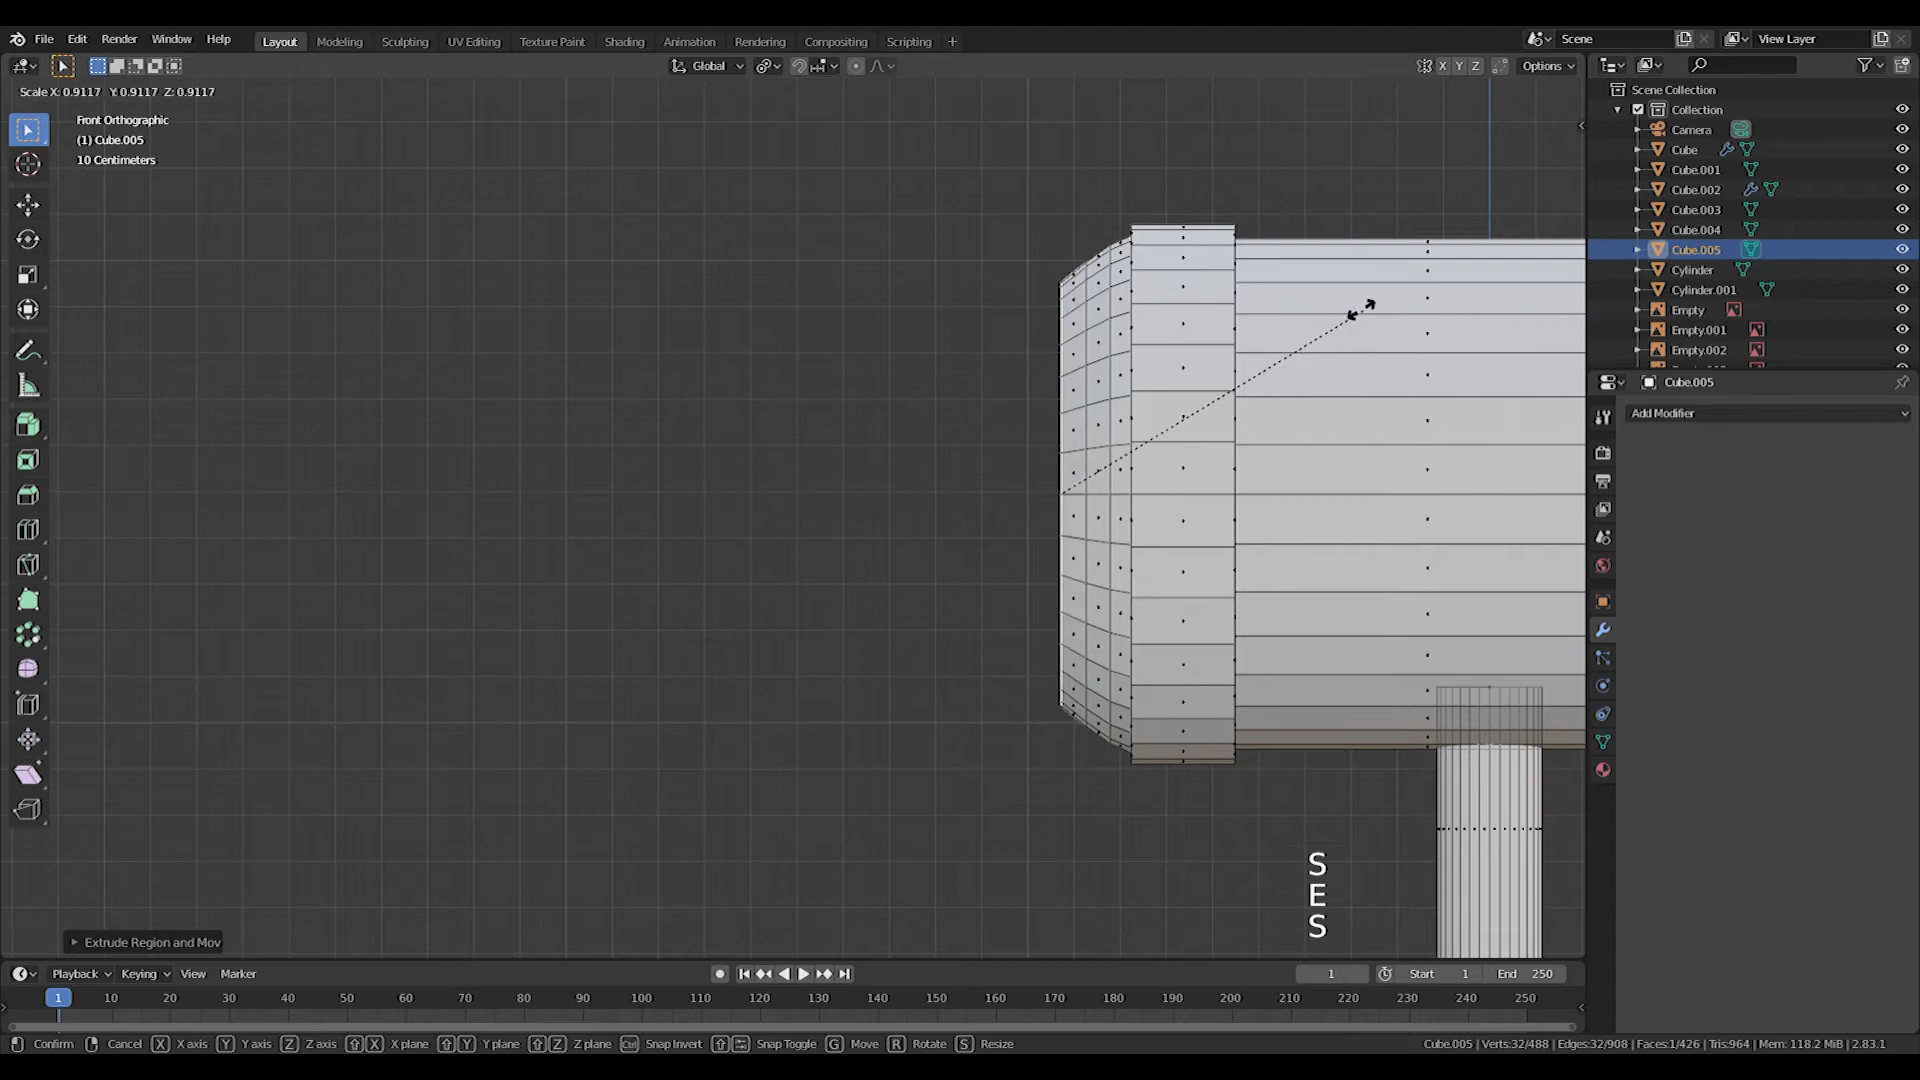 File Edit Render Window Help Layout Modeling Sculpting UV Editing Texture Paint Shading Animation Rendering Compositing Scripting + Scene View Layer
Global X Y Z Options
Scale X: 0.9117 Y: 0.9117 Z: 0.9117
Front Orthographic
(1) Cube.005
10 Centimeters
Scene Collection
Collection
Camera
Cube
Cube.001
Cube.002
Cube.003
Cube.004
Cube.005
Cylinder
Cylinder.001
Empty
Empty.001
Empty.002
Cube.005
Add Modifier
S
E
S
Extrude Region and Mov
Playback Keying View Marker 1 Start 1 End 250
1 10 20 30 40 50 60 70 80 90 100 110 120 130 140 150 160 170 180 190 200 210 220 230 240 250
Confirm Cancel X X axis Y Y axis Z Z axis X X plane Y Y plane Z Z plane Ctrl Snap Invert Snap Toggle G Move R Rotate S Resize Cube.005 | Verts:32/488 | Edges:32/908 | Faces:1/426 | Tris:964 | Mem: 118.2 MiB | 2.83.1